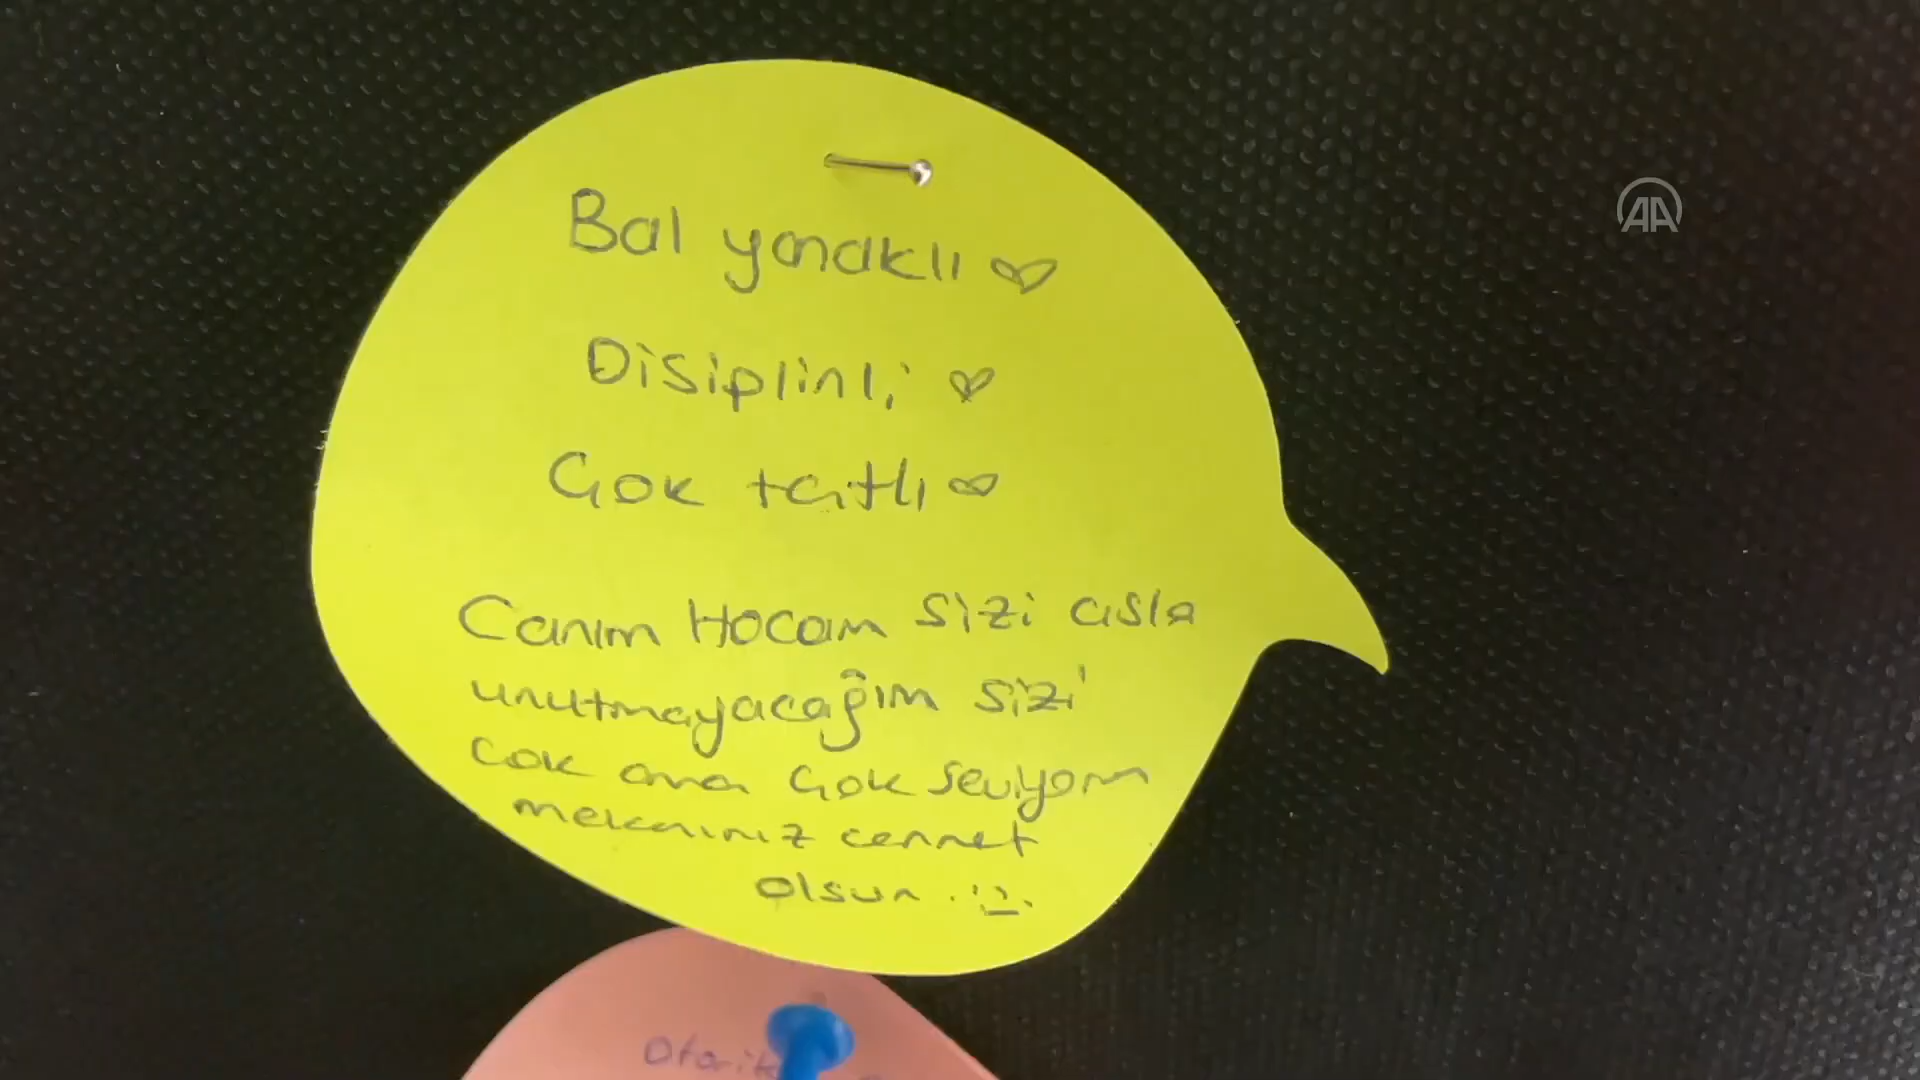 AA
Bal yanaklı ♡
Disiplinli ♡
Çok tatlı ♡
Canım Hocam sizi asla
unutmayacağım sizi
çok ama çok seviyom
mekanınız cennet
olsun.